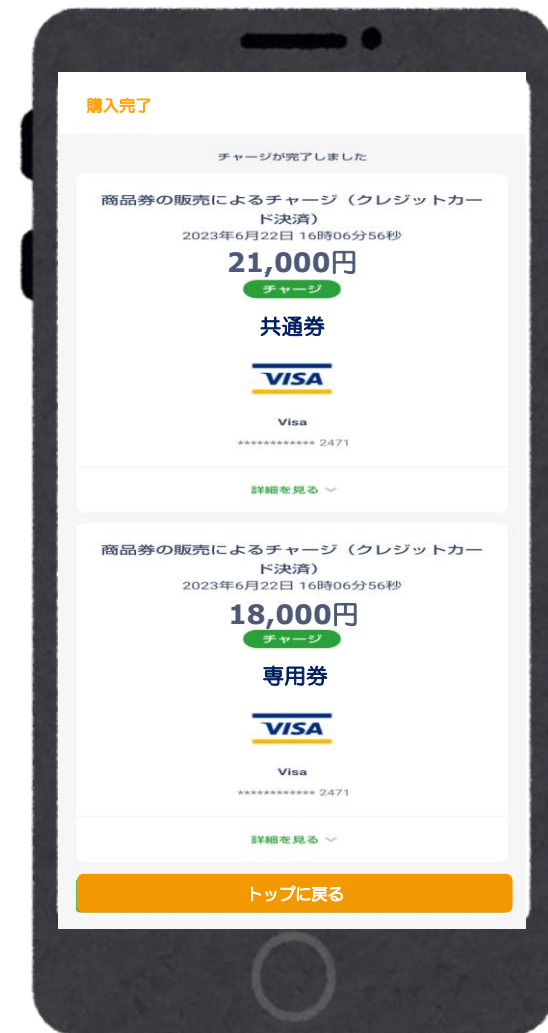 購入完了
チャージが完了しました
商品券の販売によるチャージ（クレジットカー
ド決済）
2023年6月22日 16時06分56秒
21,000円
チャージ
共通券
VISA
Visa
************ 2471
詳細を見る
商品券の販売によるチャージ（クレジットカー
ド決済）
2023年6月22日 16時06分56秒
18,000円
チャージ
専用券
VISA
Visa
************ 2471
詳細を見る
トップに戻る